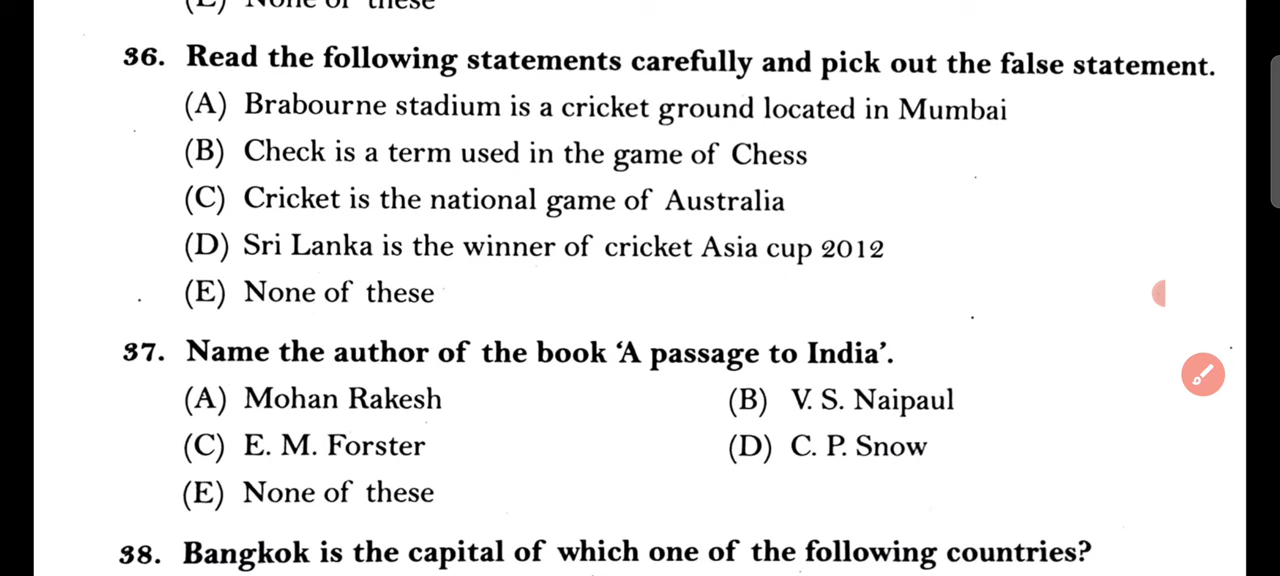 (E) None of these
36. Read the following statements carefully and pick out the false statement.
(A) Brabourne stadium is a cricket ground located in Mumbai
(B) Check is a term used in the game of Chess
(C) Cricket is the national game of Australia
(D) Sri Lanka is the winner of cricket Asia cup 2012
(E) None of these
37. Name the author of the book ‘A passage to India’.
(A) Mohan Rakesh (B) V. S. Naipaul
(C) E. M. Forster (D) C. P. Snow
(E) None of these
38. Bangkok is the capital of which one of the following countries?